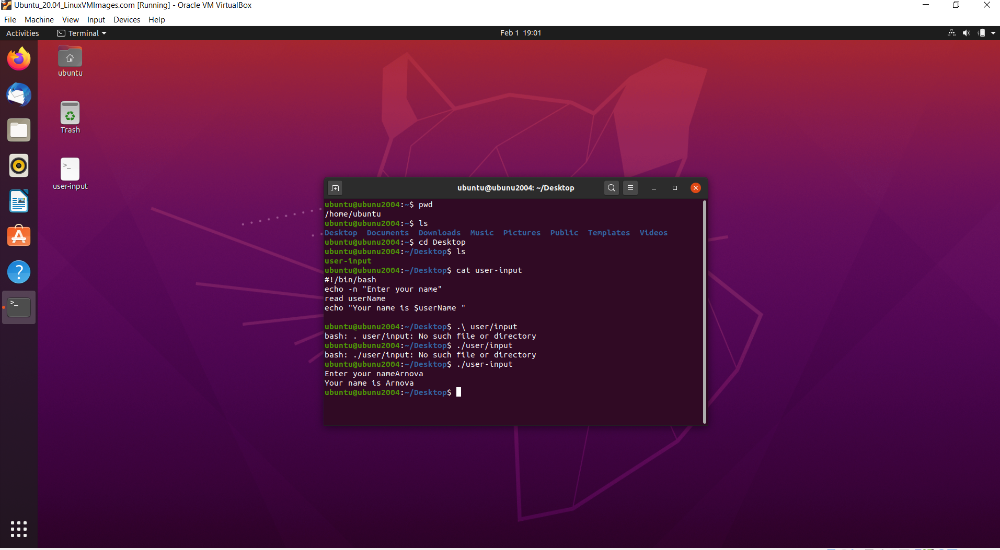 Ubuntu_20.04_LinuxVMImages.com [Running] - Oracle VM VirtualBox
File Machine View Input Devices Help
Activities Terminal Feb 1 19:01
ubuntu
Trash
user-input
ubuntu@ubunu2004: ~/Desktop
ubuntu@ubunu2004:~$ pwd
/home/ubuntu
ubuntu@ubunu2004:~$ ls
Desktop Documents Downloads Music Pictures Public Templates Videos
ubuntu@ubunu2004:~$ cd Desktop
ubuntu@ubunu2004:~/Desktop$ ls
user-input
ubuntu@ubunu2004:~/Desktop$ cat user-input
#!/bin/bash
echo -n "Enter your name"
read userName
echo "Your name is $userName "
ubuntu@ubunu2004:~/Desktop$ .\ user/input
bash: . user/input: No such file or directory
ubuntu@ubunu2004:~/Desktop$ ./user/input
bash: ./user/input: No such file or directory
ubuntu@ubunu2004:~/Desktop$ ./user-input
Enter your nameArnova
Your name is Arnova
ubuntu@ubunu2004:~/Desktop$